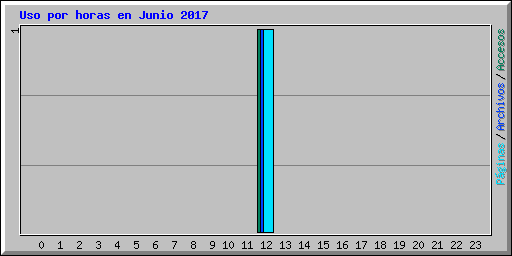 Uso por horas en Junio 2017
1
0 1 2 3 4 5 6 7 8 9 10 11 12 13 14 15 16 17 18 19 20 21 22 23
Páginas/Archivos/Accesos